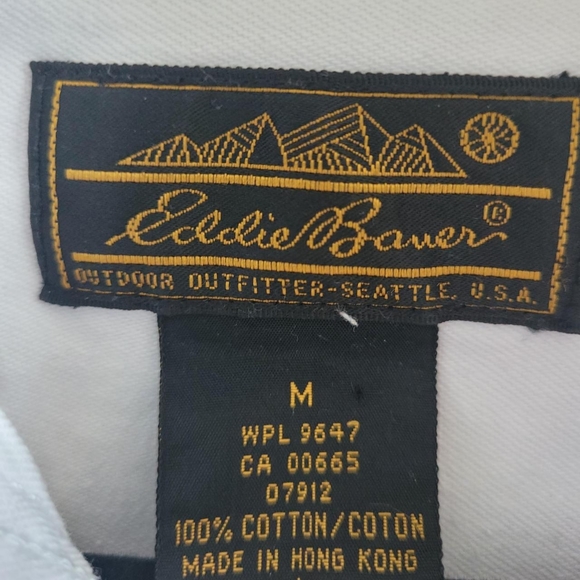 Eddie Bauer®
OUTDOOR OUTFITTER-SEATTLE, U.S.A.
M
WPL 9647
CA 00665
07912
100% COTTON/COTON
MADE IN HONG KONG